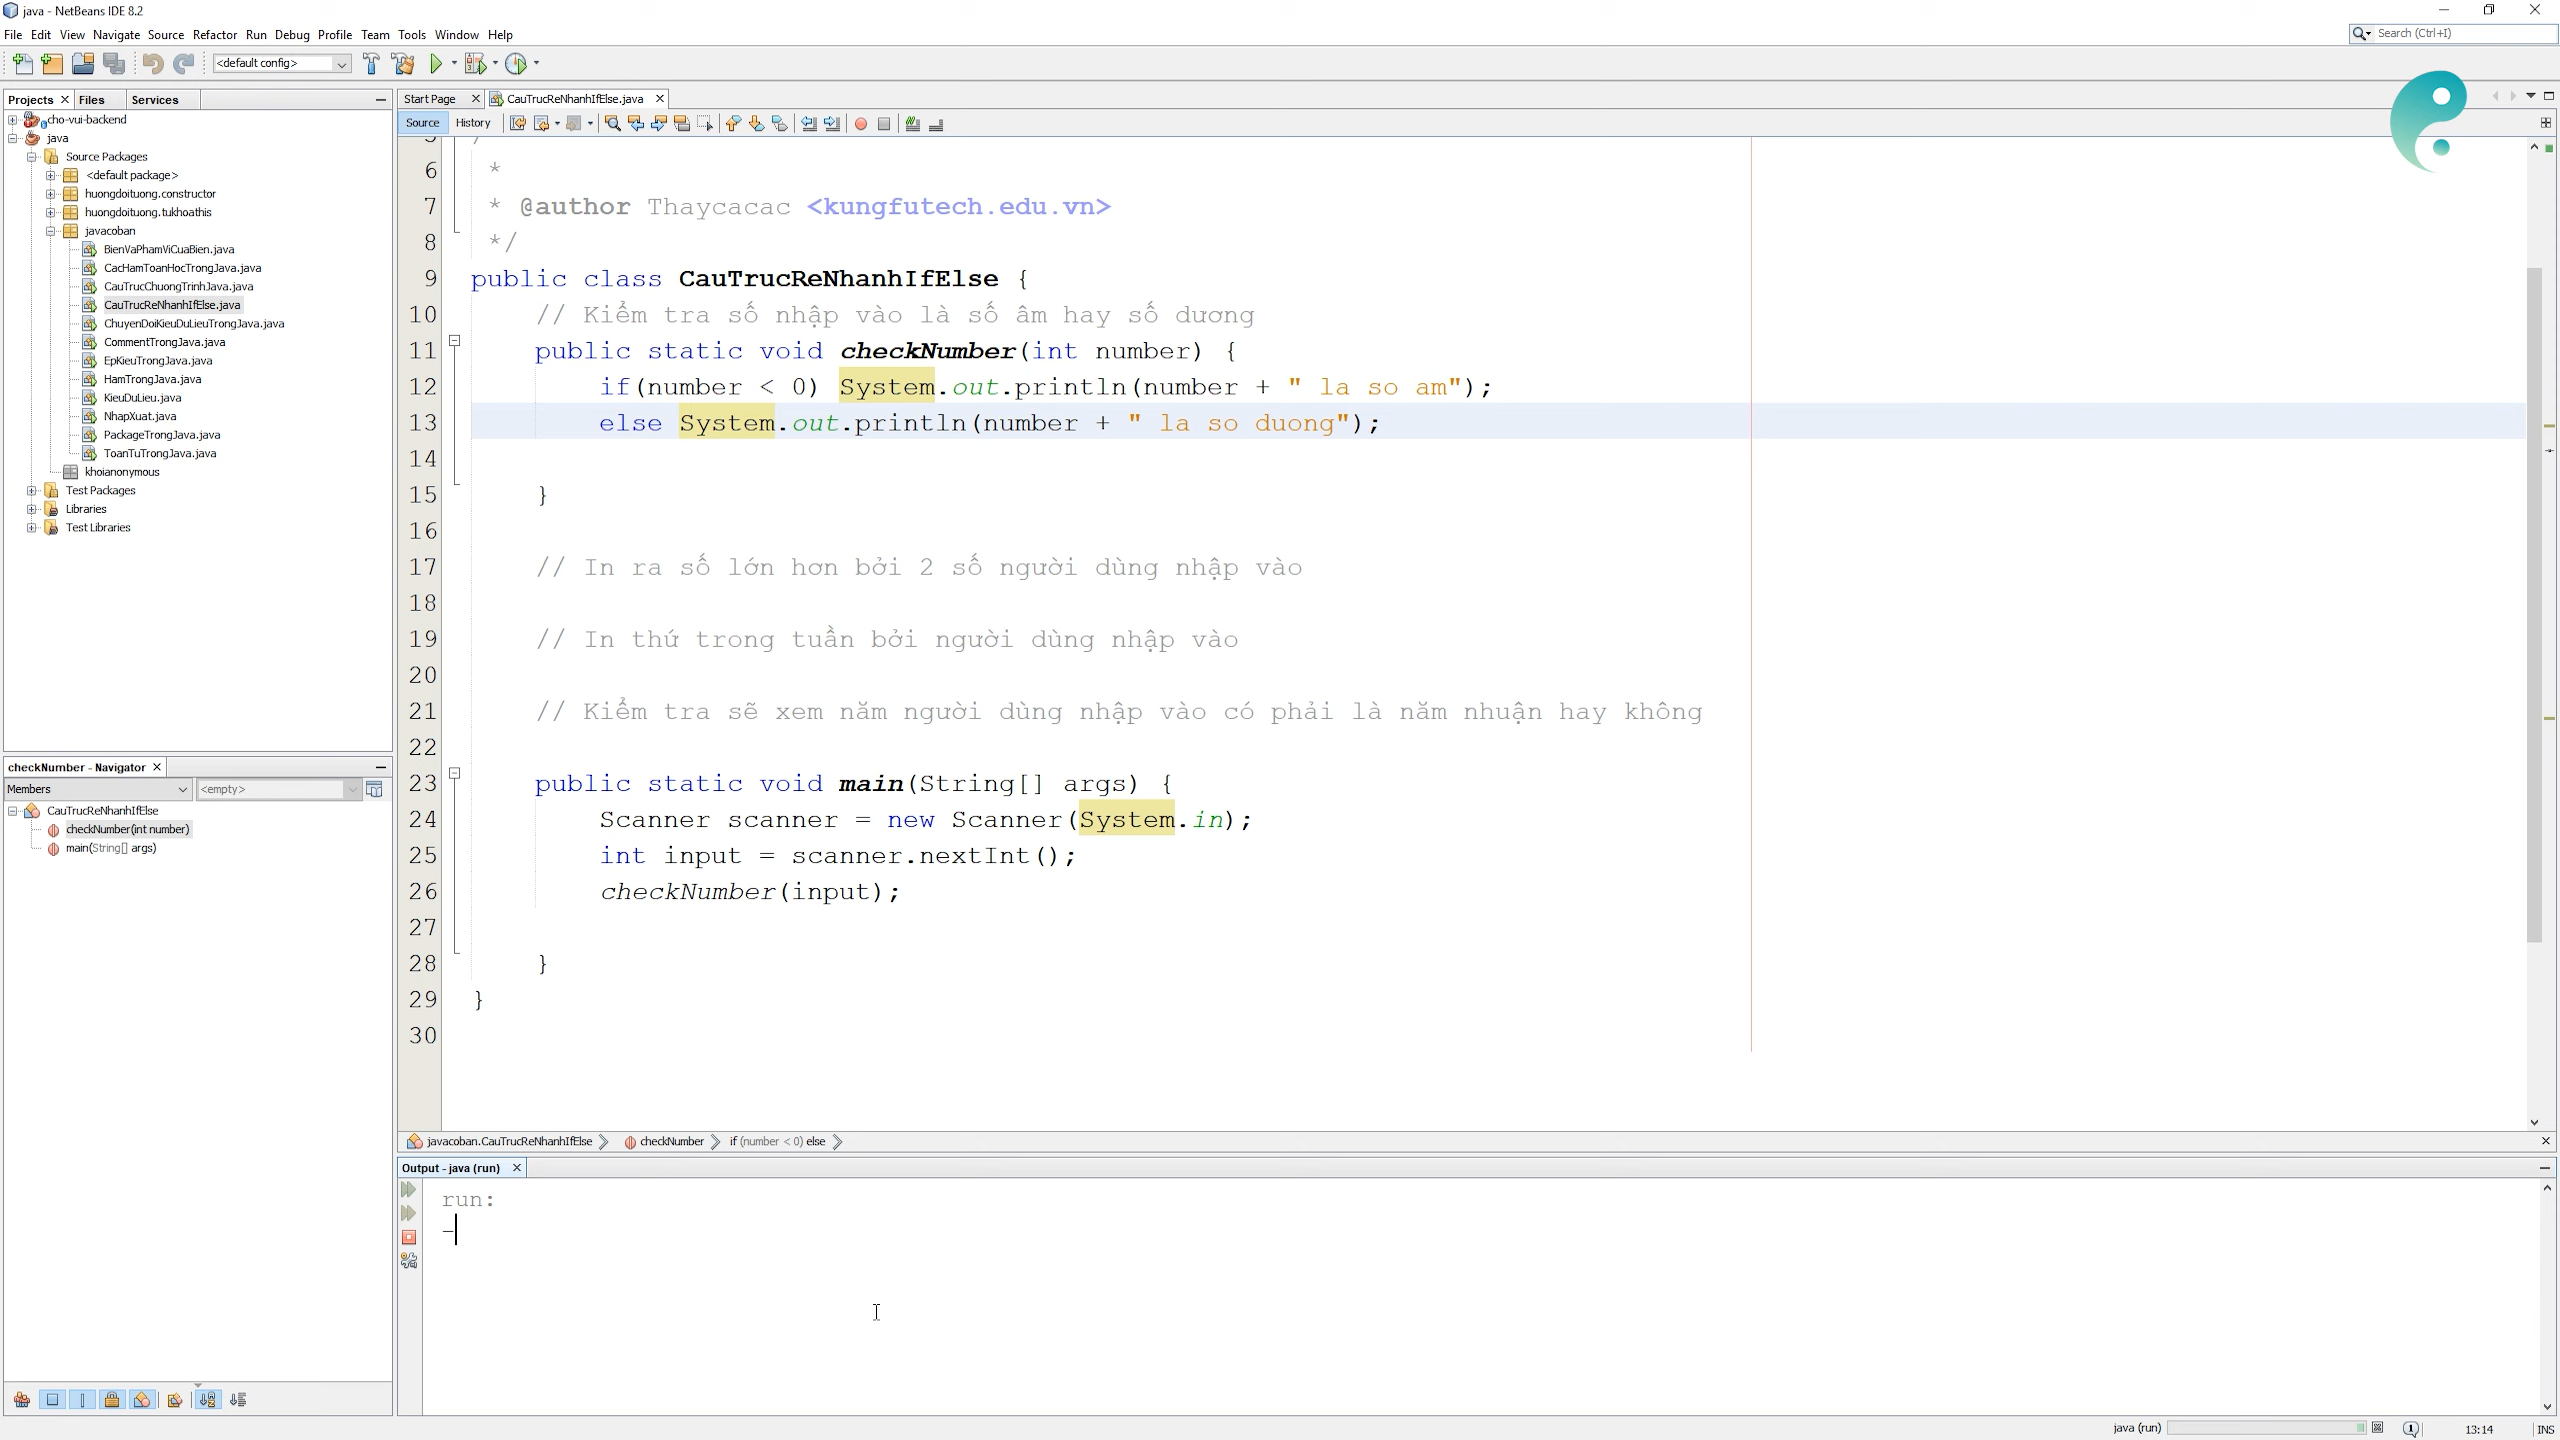 java - NetBeans IDE 8.2
File Edit View Navigate Source Refactor Run Debug Profile Team Tools Window Help
Search (Ctrl+I)
<default config>
Projects Files Services
cho-vui-backend
java
Source Packages
<default package>
huongdoituong.constructor
huongdoituong.tukhoathis
javacoban
BienVaPhamViCuaBien.java
CacHamToanHocTrongJava.java
CauTrucChuongTrinhJava.java
CauTrucReNhanhIfElse.java
ChuyenDoiKieuDuLieuTrongJava.java
CommentTrongJava.java
EpKieuTrongJava.java
HamTrongJava.java
KieuDuLieu.java
NhapXuat.java
PackageTrongJava.java
ToanTuTrongJava.java
khoianonymous
Test Packages
Libraries
Test Libraries
checkNumber - Navigator
Members <empty>
CauTrucReNhanhIfElse
checkNumber(int number)
main(String[] args)
Start Page CauTrucReNhanhIfElse.java
Source History
6 *
7 * @author Thaycacac <kungfutech.edu.vn>
8 */
9 public class CauTrucReNhanhIfElse {
10 // Kiểm tra số nhập vào là số âm hay số dương
11 public static void checkNumber(int number) {
12 if(number < 0) System.out.println(number + " la so am");
13 else System.out.println(number + " la so duong");
14
15 }
16
17 // In ra số lớn hơn bởi 2 số người dùng nhập vào
18
19 // In thứ trong tuần bởi người dùng nhập vào
20
21 // Kiểm tra sẽ xem năm người dùng nhập vào có phải là năm nhuận hay không
22
23 public static void main(String[] args) {
24 Scanner scanner = new Scanner(System.in);
25 int input = scanner.nextInt();
26 checkNumber(input);
27
28 }
29 }
30
javacoban.CauTrucReNhanhIfElse checkNumber if (number < 0) else
Output - java (run)
run:
-
java (run) 13:14 INS